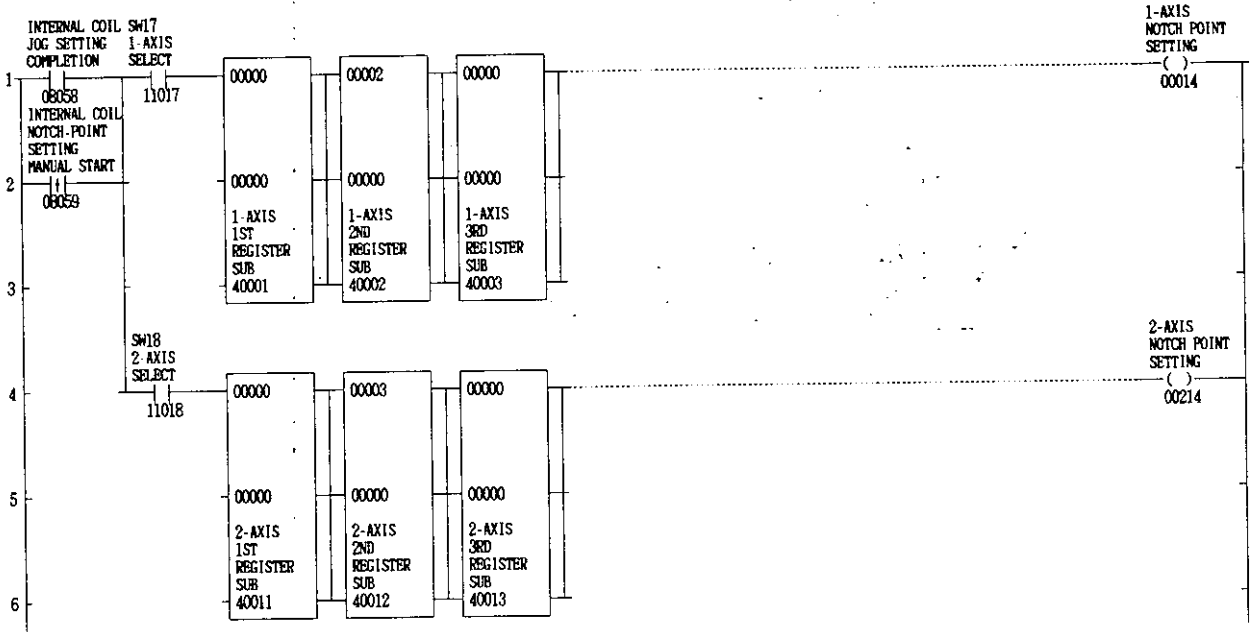 INTERNAL COIL
JOG SETTING
COMPLETION
SW17
1-AXIS
SELECT
1-AXIS
NOTCH POINT
SETTING
1
08058
11017
00000
00002
00000
( )
00014
INTERNAL COIL
NOTCH-POINT
SETTING
MANUAL START
2
08059
00000
00000
00000
1-AXIS
1ST
REGISTER
SUB
40001
1-AXIS
2ND
REGISTER
SUB
40002
1-AXIS
3RD
REGISTER
SUB
40003
3
SW18
2-AXIS
SELECT
2-AXIS
NOTCH POINT
SETTING
4
11018
00000
00003
00000
( )
00214
5
00000
00000
00000
2-AXIS
1ST
REGISTER
SUB
40011
2-AXIS
2ND
REGISTER
SUB
40012
2-AXIS
3RD
REGISTER
SUB
40013
6